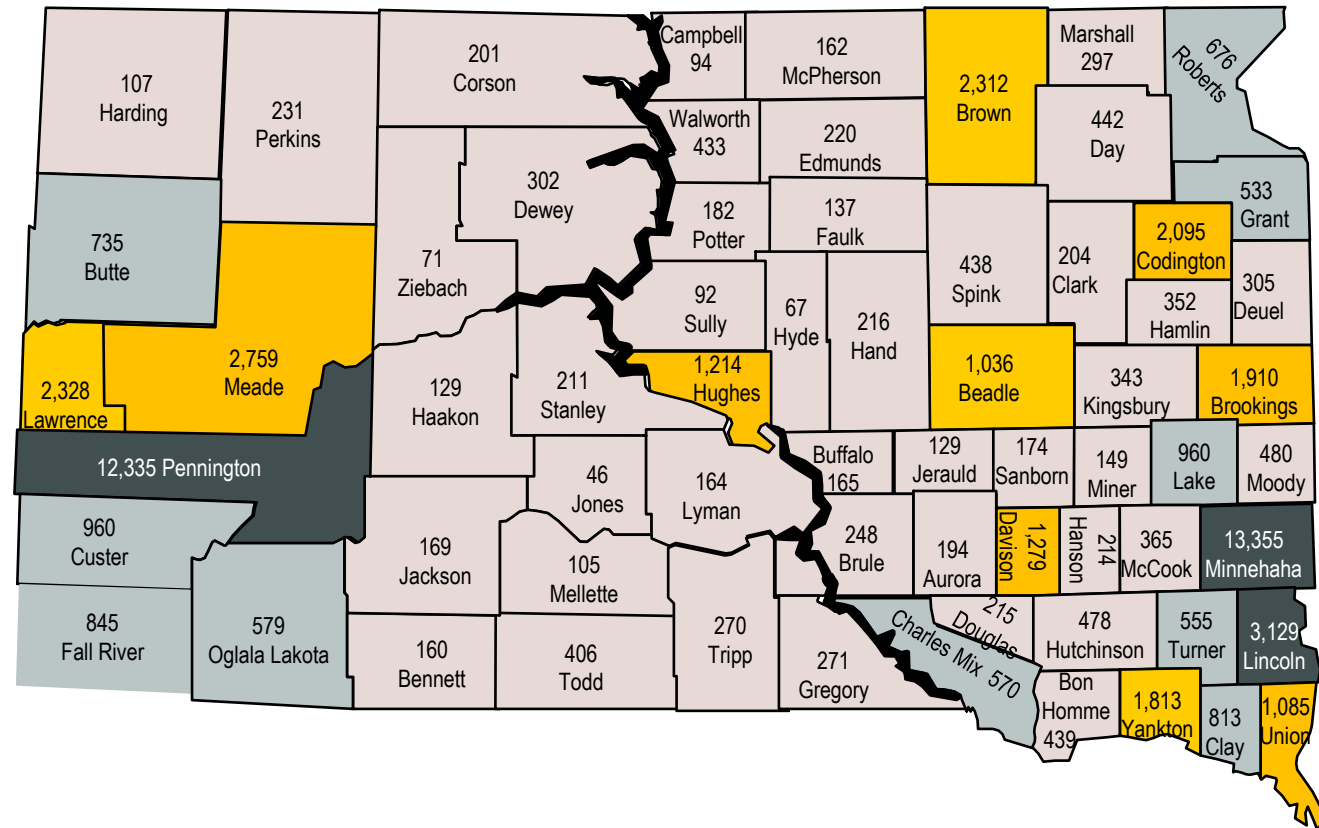 107
Harding
231
Perkins
201
Corson
Campbell
94
162
McPherson
2,312
Brown
Marshall
297
676
Roberts
Walworth
433
220
Edmunds
442
Day
302
Dewey
182
Potter
137
Faulk
533
Grant
735
Butte
71
Ziebach
92
Sully
67
Hyde
216
Hand
438
Spink
204
Clark
2,095
Codington
352
Hamlin
305
Deuel
2,328
Lawrence
2,759
Meade
129
Haakon
211
Stanley
1,214
Hughes
1,036
Beadle
343
Kingsbury
1,910
Brookings
12,335 Pennington
46
Jones
164
Lyman
Buffalo
165
129
Jerauld
174
Sanborn
149
Miner
960
Lake
480
Moody
960
Custer
169
Jackson
105
Mellette
248
Brule
194
Aurora
1,279
Davison
214
Hanson
365
McCook
13,355
Minnehaha
845
Fall River
579
Oglala Lakota
160
Bennett
406
Todd
270
Tripp
271
Gregory
Charles Mix 570
215
Douglas
478
Hutchinson
555
Turner
3,129
Lincoln
Bon
Homme
439
1,813
Yankton
813
Clay
1,085
Union